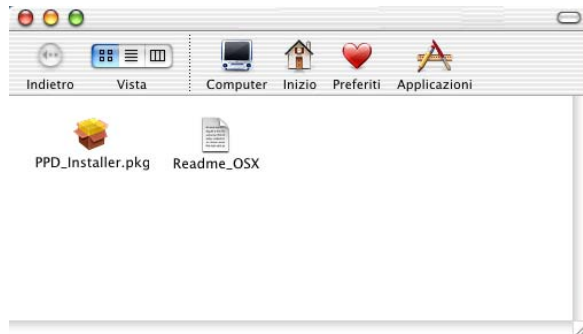 Indietro Vista Computer Inizio Preferiti Applicazioni
PPD_Installer.pkg Readme_OSX